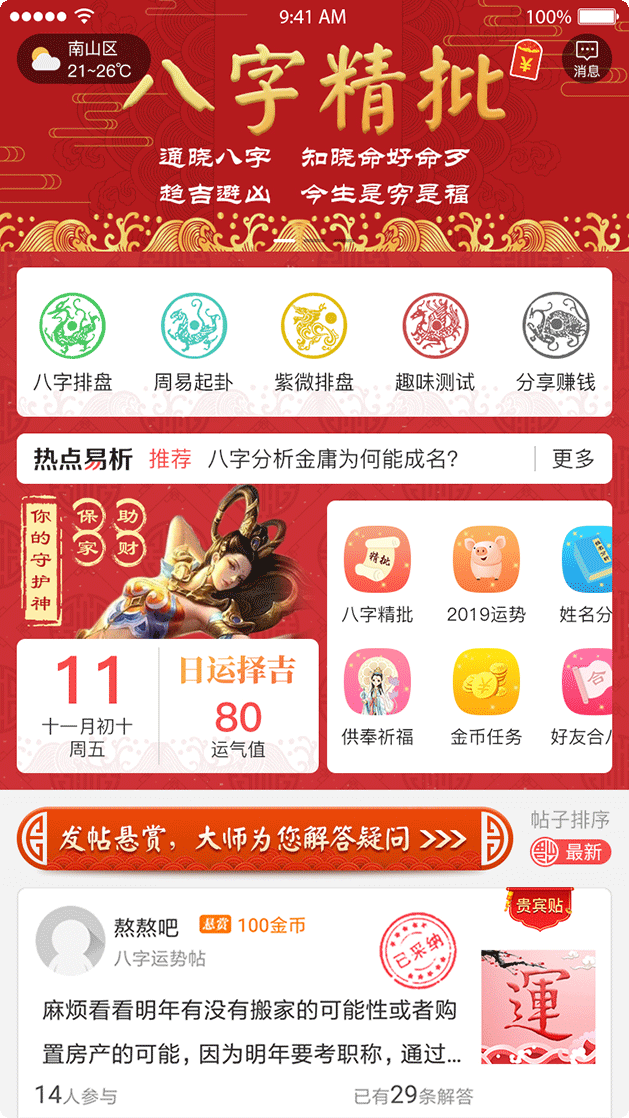 9:41 AM
100%
南山区
21~26℃
八字精批
¥
消息
通晓八字 知晓命好命歹
趋吉避凶 今生是穷是福
八字排盘
周易起卦
紫微排盘
趣味测试
分享赚钱
热点易析
推荐
八字分析金庸为何能成名?
更多
你的守护神
保家
助财
精批
八字精批
2019运势
姓名分
供奉祈福
¥
金币任务
合
好友合
11
十一月初十
周五
日运择吉
80
运气值
发帖悬赏，大师为您解答疑问
帖子排序
最新
熬熬吧
悬赏
100金币
八字运势帖
已采纳
贵宾贴
運
麻烦看看明年有没有搬家的可能性或者购
置房产的可能，因为明年要考职称，通过...
14人参与
已有29条解答